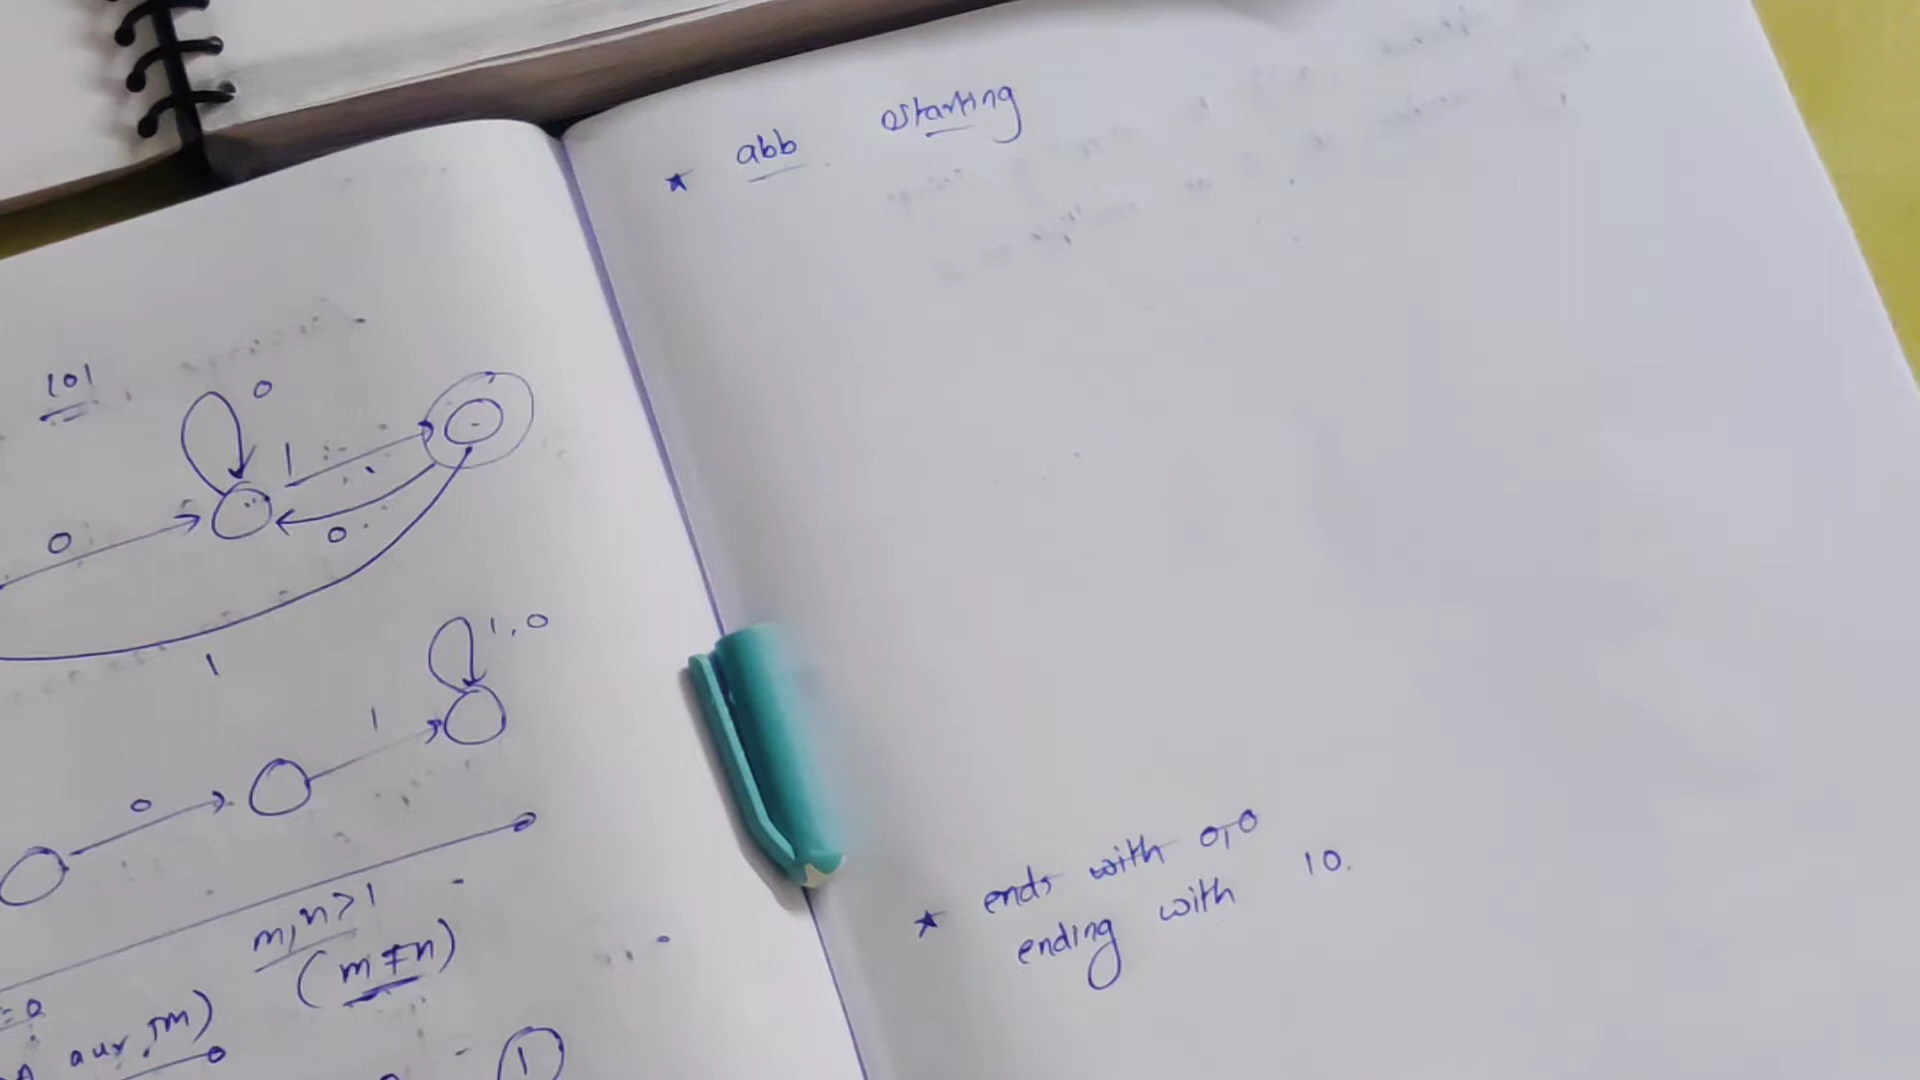 101
0
1
0
0
1
1,0
1
0
m,n>1
(m≠n)
=0
aur m)
1
★ abb starting
★ ends with 0,0
ending with 10.